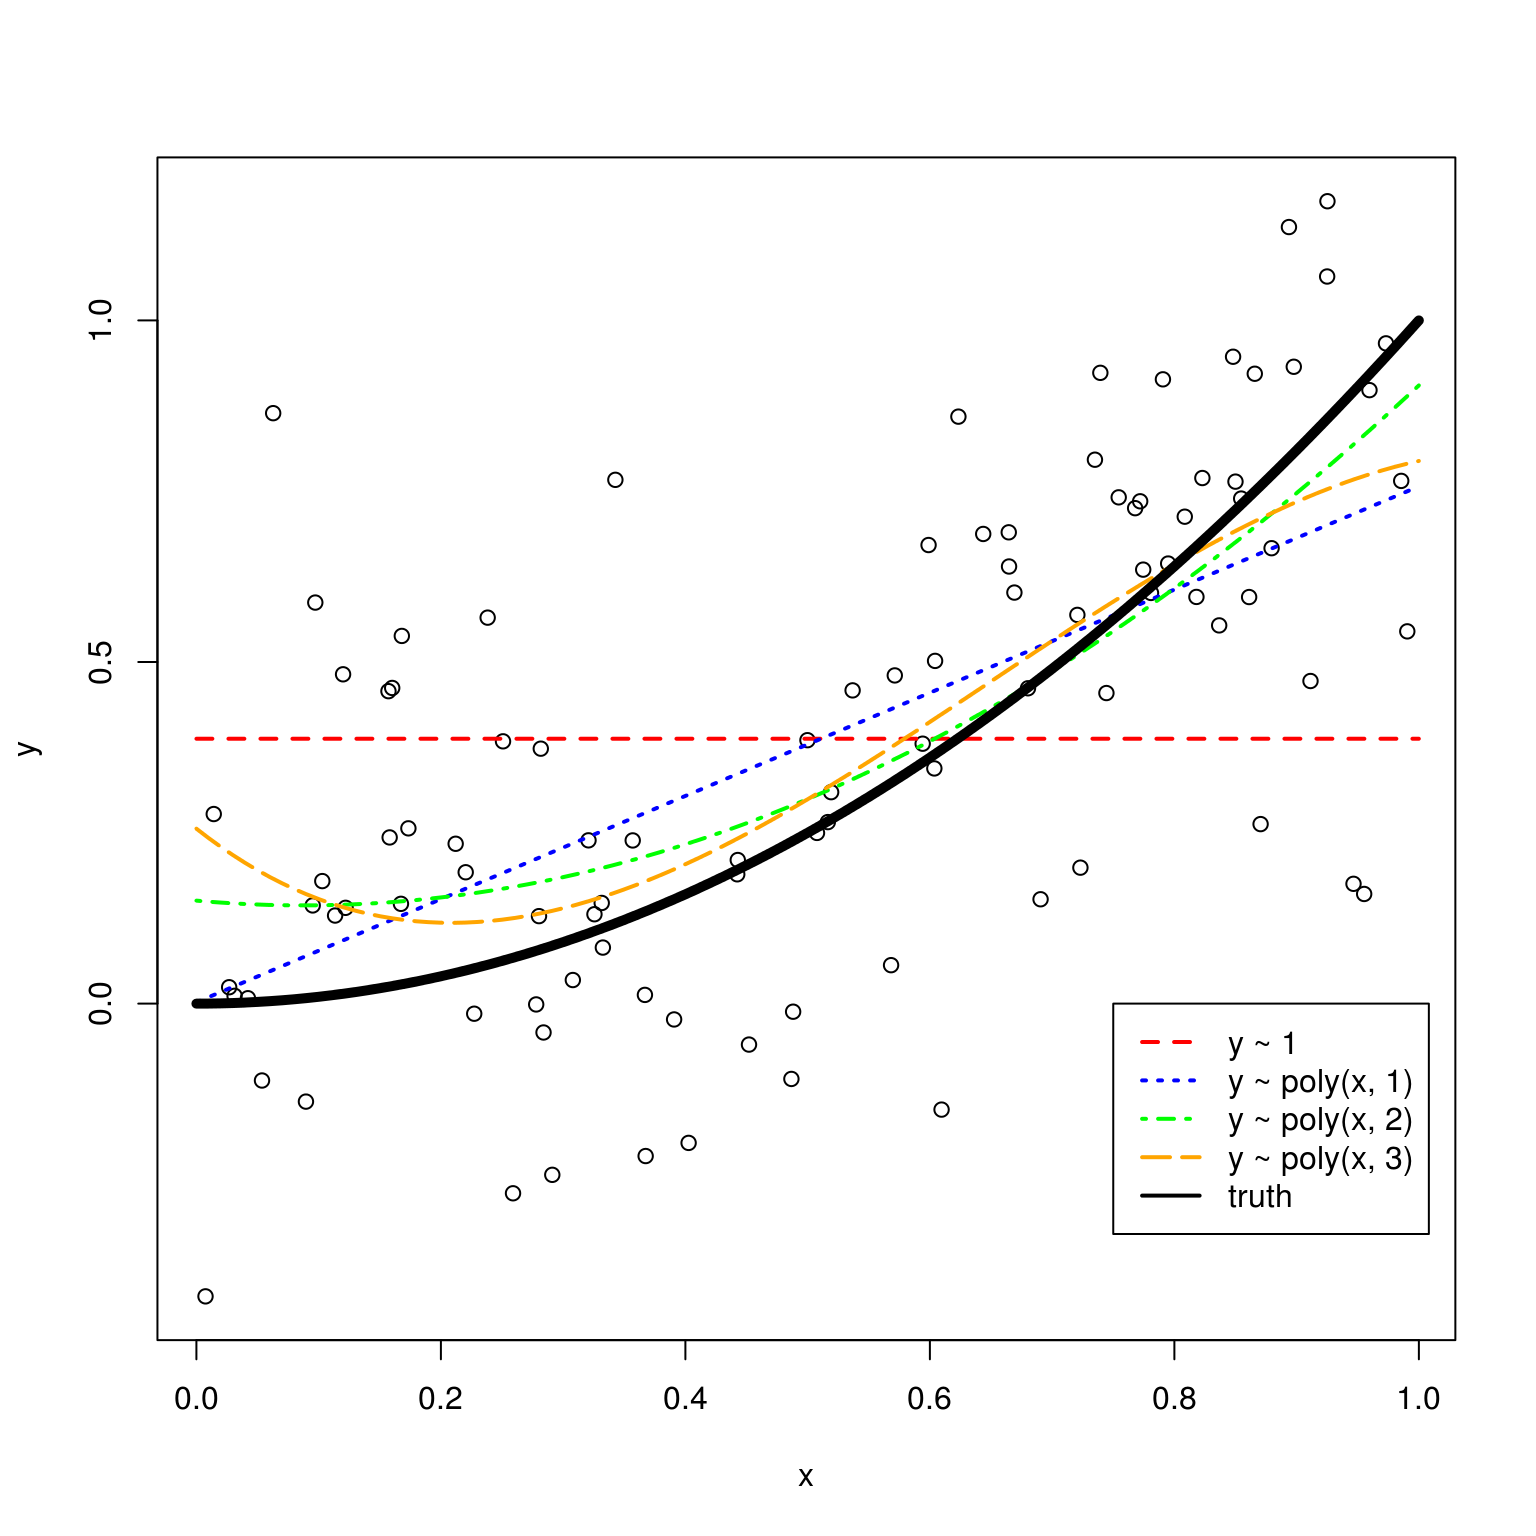 1.0
0.5
0.0
y
y ~ 1
y ~ poly(x, 1)
y ~ poly(x, 2)
y ~ poly(x, 3)
truth
0.0 0.2 0.4 0.6 0.8 1.0
x